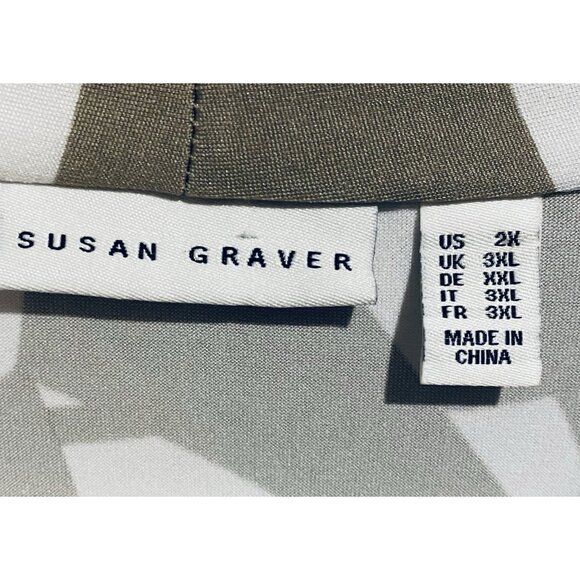 SUSAN GRAVER
US 2X
UK 3XL
DE XXL
IT 3XL
FR 3XL
MADE IN
CHINA